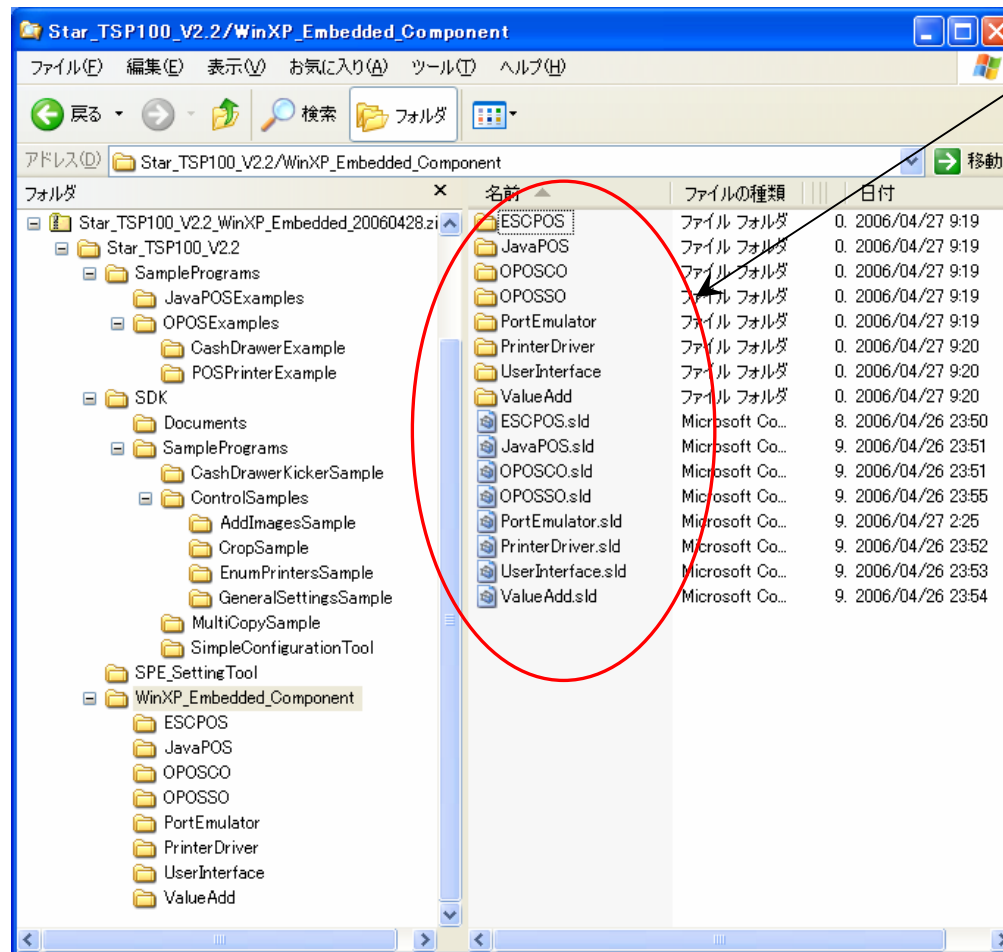 Star_TSP100_V2.2/WinXP_Embedded_Component
ファイル(F) 編集(E) 表示(V) お気に入り(A) ツール(T) ヘルプ(H)
戻る 検索 フォルダ
アドレス(D) Star_TSP100_V2.2/WinXP_Embedded_Component 移動
フォルダ
Star_TSP100_V2.2_WinXP_Embedded_20060428.zi
Star_TSP100_V2.2
SamplePrograms
JavaPOSExamples
OPOSExamples
CashDrawerExample
POSPrinterExample
SDK
Documents
SamplePrograms
CashDrawerKickerSample
ControlSamples
AddImagesSample
CropSample
EnumPrintersSample
GeneralSettingsSample
MultiCopySample
SimpleConfigurationTool
SPE_SettingTool
WinXP_Embedded_Component
ESCPOS
JavaPOS
OPOSCO
OPOSSO
PortEmulator
PrinterDriver
UserInterface
ValueAdd
名前 ファイルの種類 日付
ESCPOS ファイル フォルダ 0. 2006/04/27 9:19
JavaPOS ファイル フォルダ 0. 2006/04/27 9:19
OPOSCO ファイル フォルダ 0. 2006/04/27 9:19
OPOSSO ファイル フォルダ 0. 2006/04/27 9:19
PortEmulator ファイル フォルダ 0. 2006/04/27 9:19
PrinterDriver ファイル フォルダ 0. 2006/04/27 9:20
UserInterface ファイル フォルダ 0. 2006/04/27 9:20
ValueAdd ファイル フォルダ 0. 2006/04/27 9:20
ESCPOS.sld Microsoft Co... 8. 2006/04/26 23:50
JavaPOS.sld Microsoft Co... 9. 2006/04/26 23:51
OPOSCO.sld Microsoft Co... 9. 2006/04/26 23:51
OPOSSO.sld Microsoft Co... 9. 2006/04/26 23:55
PortEmulator.sld Microsoft Co... 9. 2006/04/27 2:25
PrinterDriver.sld Microsoft Co... 9. 2006/04/26 23:52
UserInterface.sld Microsoft Co... 9. 2006/04/26 23:53
ValueAdd.sld Microsoft Co... 9. 2006/04/26 23:54